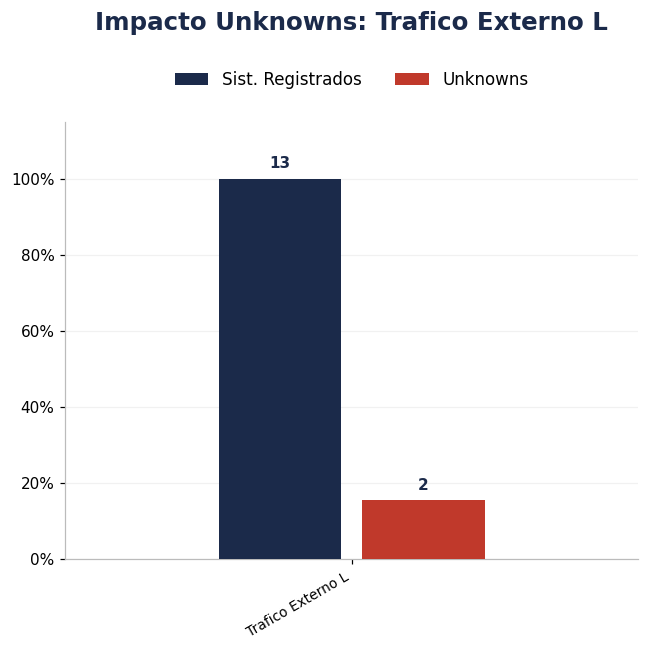 Impacto Unknowns: Trafico Externo L
Sist. Registrados Unknowns
13
100%
80%
60%
40%
20%
2
0%
Trafico Externo L